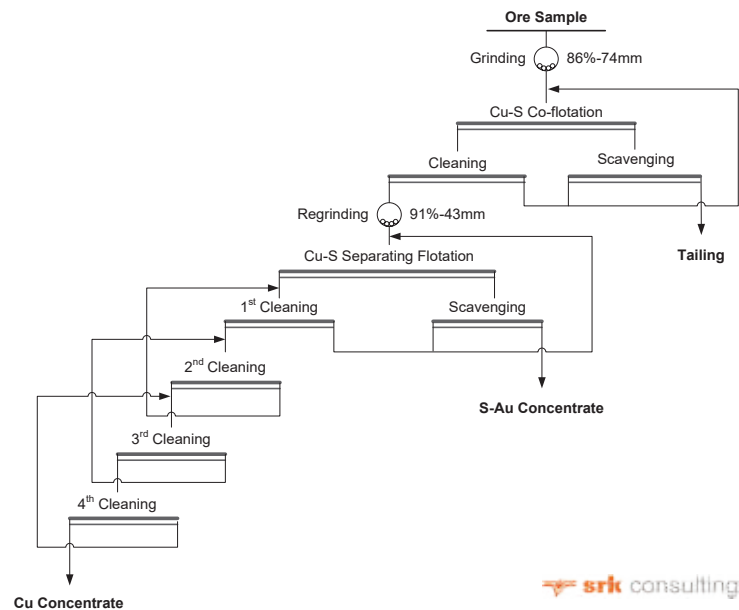 Ore Sample
Grinding 86%-74mm
Cu-S Co-flotation
Cleaning Scavenging
Regrinding 91%-43mm
Tailing
Cu-S Separating Flotation
1st Cleaning Scavenging
2nd Cleaning
S-Au Concentrate
3rd Cleaning
4th Cleaning
srk consulting
Cu Concentrate